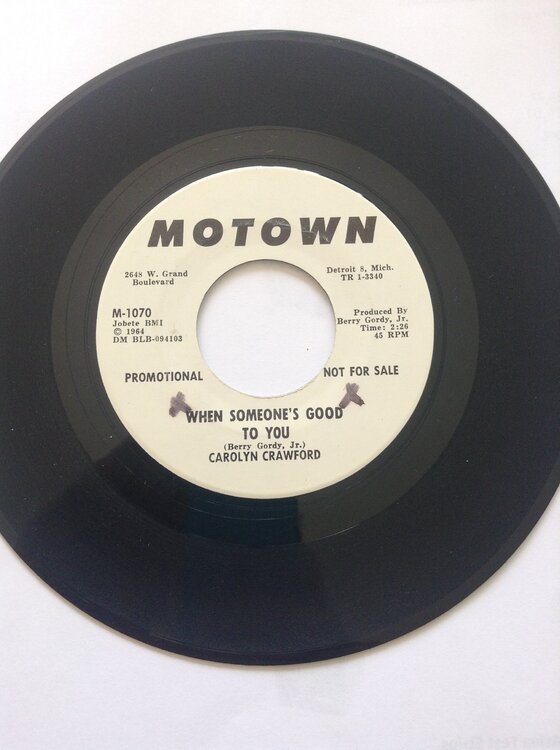 MOTOWN
2648 W. Grand
Boulevard
Detroit 8, Mich.
TR 1-3340
M-1070
Jobete BMI
© 1964
DM BLB-094103
Produced By
Berry Gordy, Jr.
Time: 2:26
45 RPM
PROMOTIONAL
NOT FOR SALE
WHEN SOMEONE'S GOOD
TO YOU
(Berry Gordy, Jr.)
CAROLYN CRAWFORD